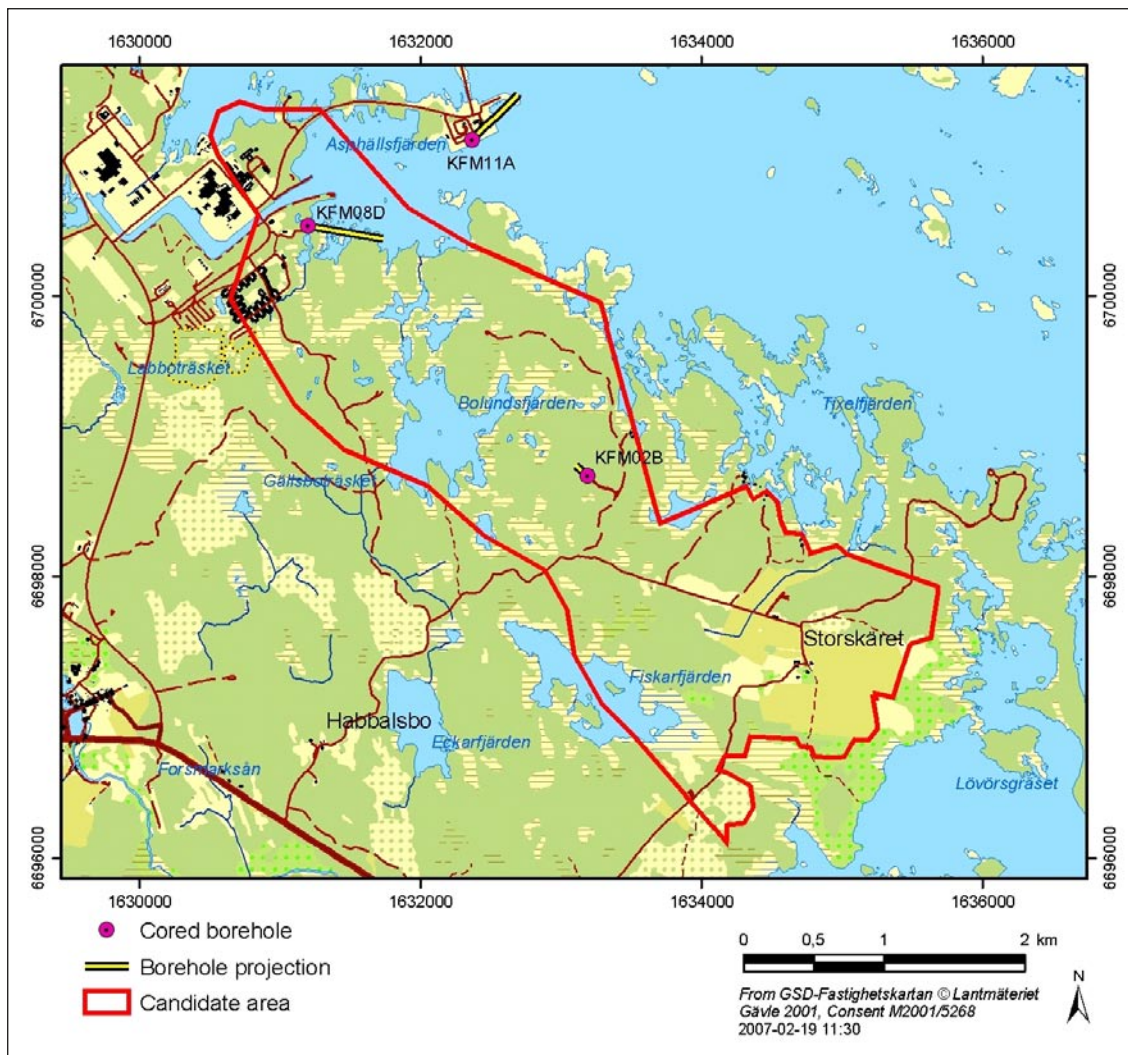 1630000
1632000
1634000
1636000
Asphällsfjärden
KFM11A
KFM08D
6700000
6700000
Labboträsket
Bolundsfjärden
Tixelfjärden
KFM02B
Gällsboträsket
6698000
6698000
Storskäret
Fiskarfjärden
Habbalsbo
Eckarfjärden
Forsmarksån
Lövörsgräset
6696000
6696000
1630000
1632000
1634000
1636000
Cored borehole
Borehole projection
Candidate area
0 0,5 1 2 km
From GSD-Fastighetskartan © Lantmäteriet
Gävle 2001, Consent M2001/5268
2007-02-19 11:30
N